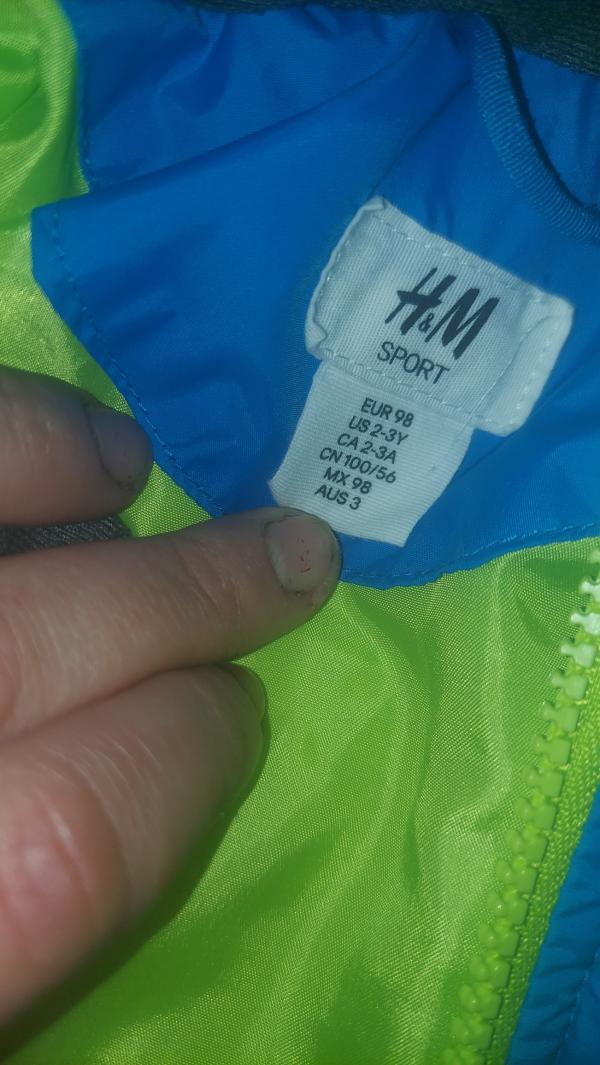 H&M
SPORT
EUR 98
US 2-3Y
CA 2-3A
CN 100/56
MX 98
AUS 3